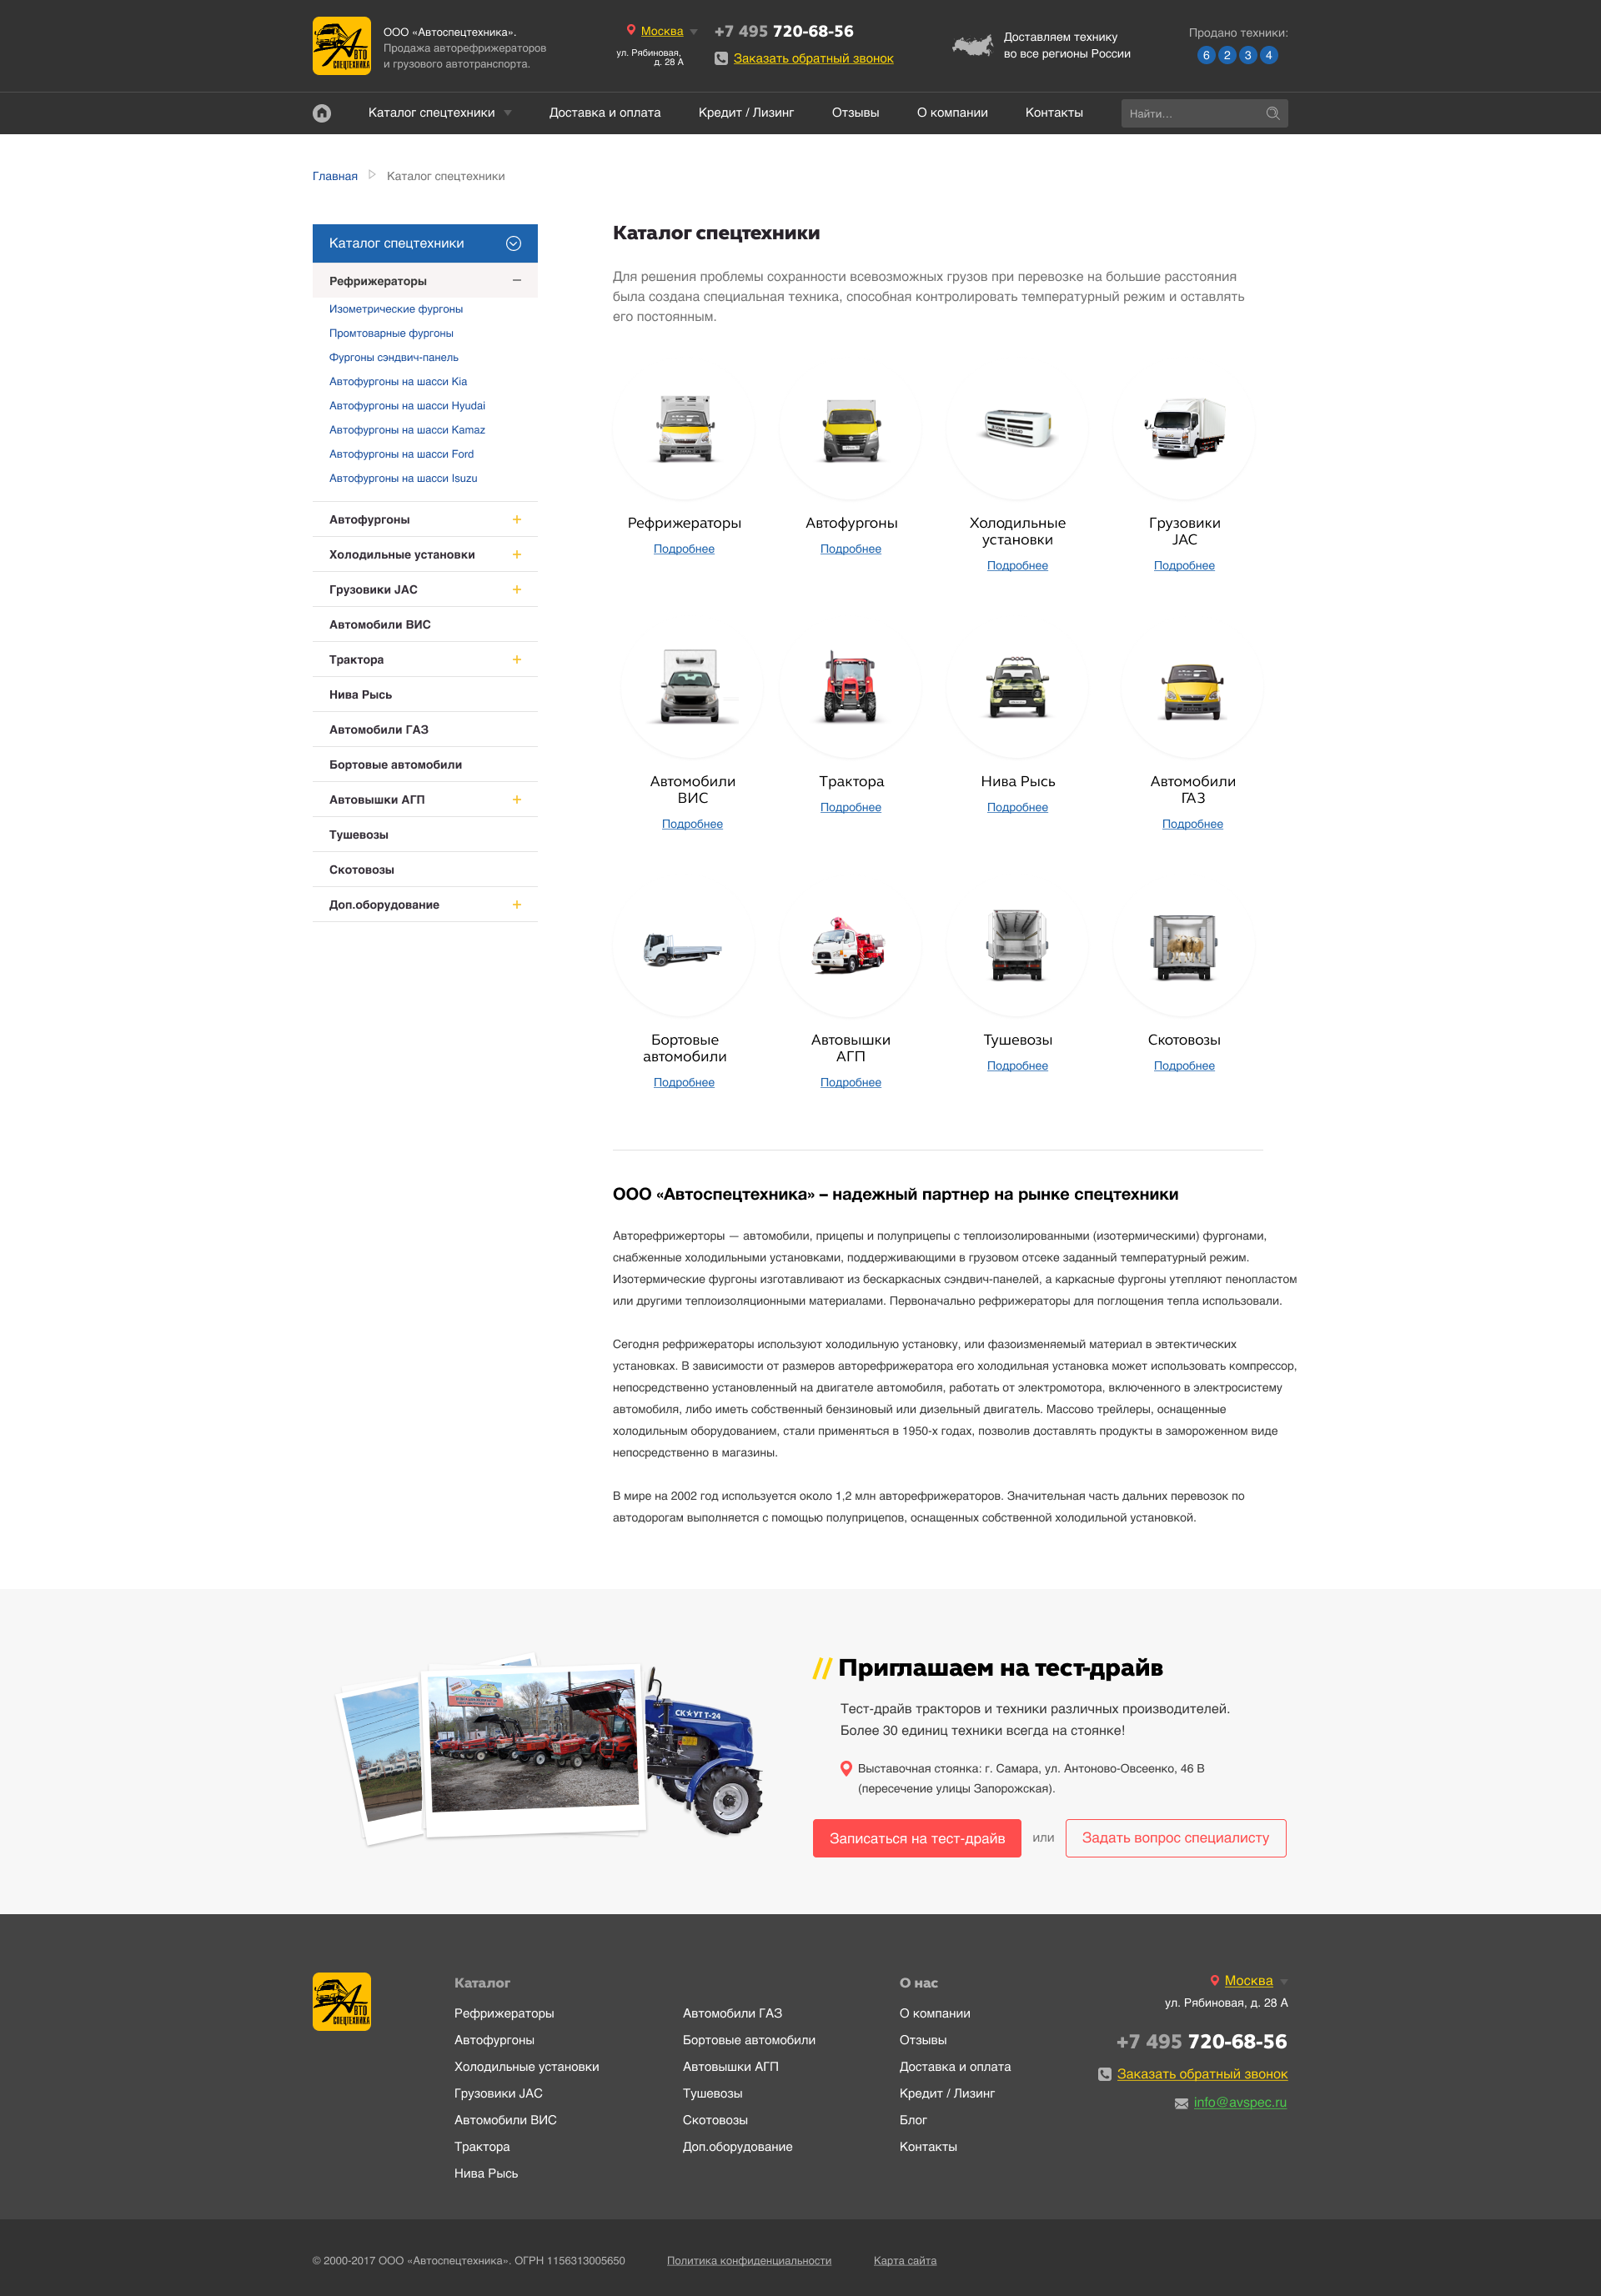 АВТО
СПЕЦТЕХНИКА
ООО «Автоспецтехника».
Продажа авторефрижераторов
и грузового автотранспорта.
Москва
ул. Рябиновая,
д. 28 А
+7 495 720-68-56
Заказать обратный звонок
Доставляем технику
во все регионы России
Продано техники:
6 2 3 4
Каталог спецтехники
Доставка и оплата
Кредит / Лизинг
Отзывы
О компании
Контакты
Найти...
Главная
Каталог спецтехники
Каталог спецтехники
Рефрижераторы
Изометрические фургоны
Промтоварные фургоны
Фургоны сэндвич-панель
Автофургоны на шасси Kia
Автофургоны на шасси Hyudai
Автофургоны на шасси Kamaz
Автофургоны на шасси Ford
Автофургоны на шасси Isuzu
Автофургоны
Холодильные установки
Грузовики JAC
Автомобили ВИС
Трактора
Нива Рысь
Автомобили ГАЗ
Бортовые автомобили
Автовышки АГП
Тушевозы
Скотовозы
Доп.оборудование
Каталог спецтехники
Для решения проблемы сохранности всевозможных грузов при перевозке на большие расстояния
была создана специальная техника, способная контролировать температурный режим и оставлять
его постоянным.
Рефрижераторы
Подробнее
Автофургоны
Подробнее
Холодильные
установки
Подробнее
Грузовики
JAC
Подробнее
Автомобили
ВИС
Подробнее
Трактора
Подробнее
Нива Рысь
Подробнее
Автомобили
ГАЗ
Подробнее
Бортовые
автомобили
Подробнее
Автовышки
АГП
Подробнее
Тушевозы
Подробнее
Скотовозы
Подробнее
ООО «Автоспецтехника» – надежный партнер на рынке спецтехники
Авторефрижерторы — автомобили, прицепы и полуприцепы с теплоизолированными (изотермическими) фургонами,
снабженные холодильными установками, поддерживающими в грузовом отсеке заданный температурный режим.
Изотермические фургоны изготавливают из бескаркасных сэндвич-панелей, а каркасные фургоны утепляют пенопластом
или другими теплоизоляционными материалами. Первоначально рефрижераторы для поглощения тепла использовали.
Сегодня рефрижераторы используют холодильную установку, или фазоизменяемый материал в эвтектических
установках. В зависимости от размеров авторефрижератора его холодильная установка может использовать компрессор,
непосредственно установленный на двигателе автомобиля, работать от электромотора, включенного в электросистему
автомобиля, либо иметь собственный бензиновый или дизельный двигатель. Массово трейлеры, оснащенные
холодильным оборудованием, стали применяться в 1950-х годах, позволив доставлять продукты в замороженном виде
непосредственно в магазины.
В мире на 2002 год используется около 1,2 млн авторефрижераторов. Значительная часть дальних перевозок по
автодорогам выполняется с помощью полуприцепов, оснащенных собственной холодильной установкой.
СК★УТ Т-24
// Приглашаем на тест-драйв
Тест-драйв тракторов и техники различных производителей.
Более 30 единиц техники всегда на стоянке!
Выставочная стоянка: г. Самара, ул. Антоново-Овсеенко, 46 В
(пересечение улицы Запорожская).
Записаться на тест-драйв
или
Задать вопрос специалисту
АВТО
СПЕЦТЕХНИКА
Каталог
Рефрижераторы
Автофургоны
Холодильные установки
Грузовики JAC
Автомобили ВИС
Трактора
Нива Рысь
Автомобили ГАЗ
Бортовые автомобили
Автовышки АГП
Тушевозы
Скотовозы
Доп.оборудование
О нас
О компании
Отзывы
Доставка и оплата
Кредит / Лизинг
Блог
Контакты
Москва
ул. Рябиновая, д. 28 А
+7 495 720-68-56
Заказать обратный звонок
info@avspec.ru
© 2000-2017 ООО «Автоспецтехника». ОГРН 1156313005650
Политика конфиденциальности
Карта сайта